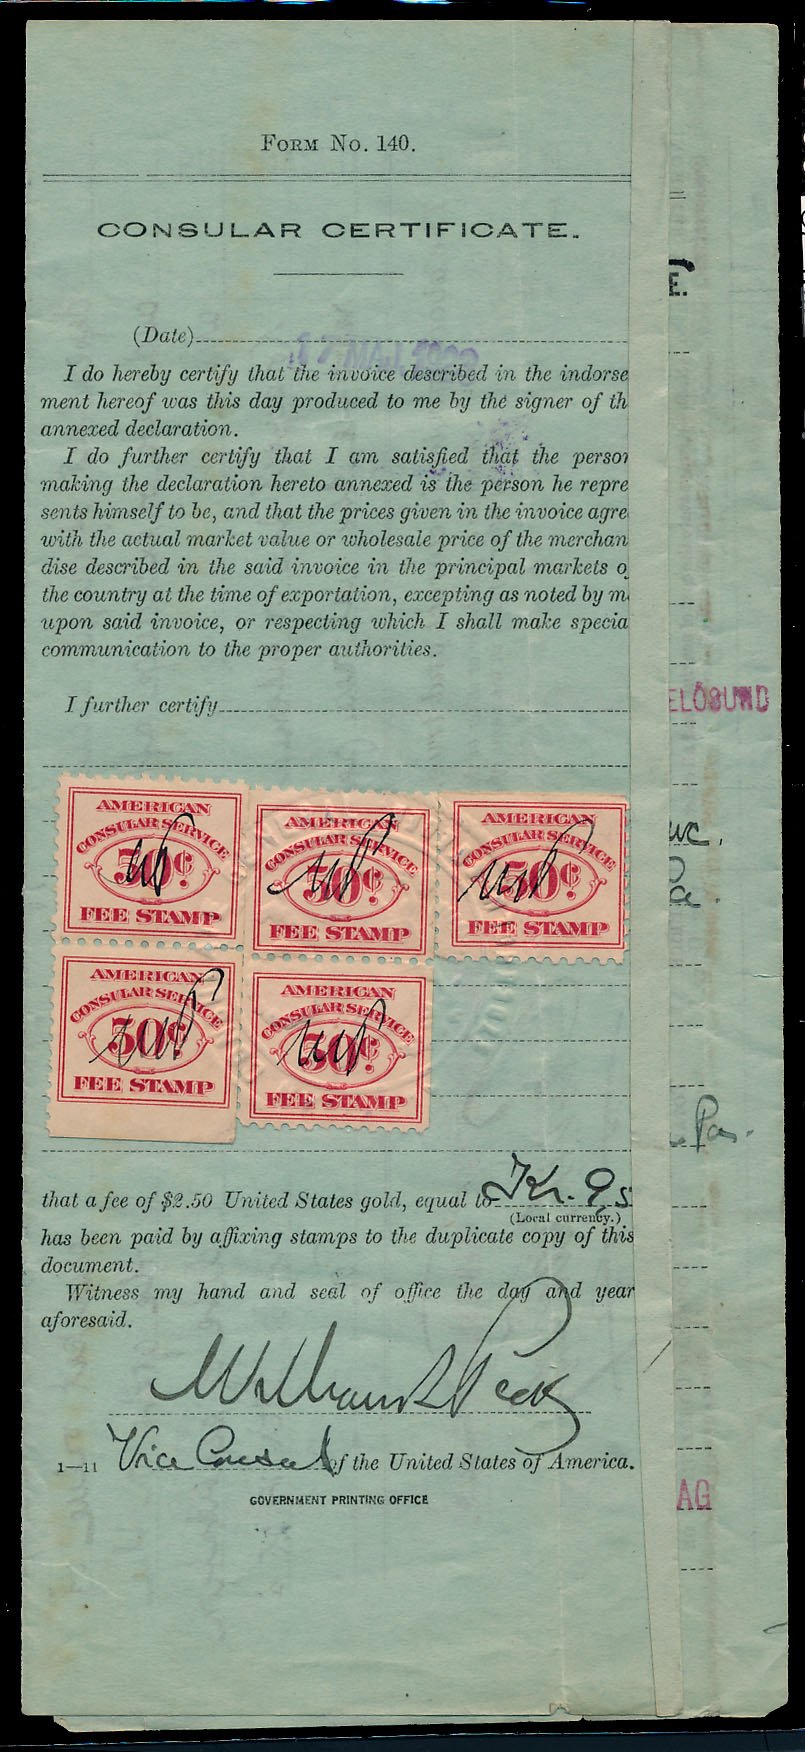 FORM NO. 140.
CONSULAR CERTIFICATE.
E.
(Date)
17 MAJ
I do hereby certify that the invoice described in the indorse
ment hereof was this day produced to me by the signer of th
annexed declaration.
I do further certify that I am satisfied that the person
making the declaration hereto annexed is the person he repre
sents himself to be, and that the prices given in the invoice agre
with the actual market value or wholesale price of the merchan
dise described in the said invoice in the principal markets o
the country at the time of exportation, excepting as noted by m
upon said invoice, or respecting which I shall make specia
communication to the proper authorities.
I further certify
ELÖSUND
AMERICAN
CONSULAR SERVICE
50¢
FEE STAMP
AMERICAN
CONSULAR SERVICE
50¢
FEE STAMP
AMERICAN
CONSULAR SERVICE
50¢
FEE STAMP
AMERICAN
CONSULAR SERVICE
50¢
FEE STAMP
AMERICAN
CONSULAR SERVICE
50¢
FEE STAMP
Pas.
that a fee of $2.50 United States gold, equal to Kr. 9,5
(Local currency.)
has been paid by affixing stamps to the duplicate copy of this
document.
Witness my hand and seal of office the day and year
aforesaid.
William L Peck
1—11 Vice Consul of the United States of America.
AG
GOVERNMENT PRINTING OFFICE